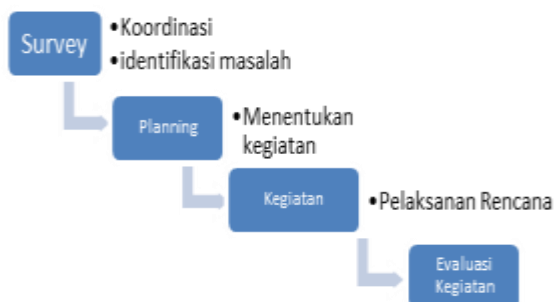 Survey
•Koordinasi
•identifikasi masalah
Planning
•Menentukan
kegiatan
Kegiatan
•Pelaksanan Rencana
Evaluasi
Kegiatan